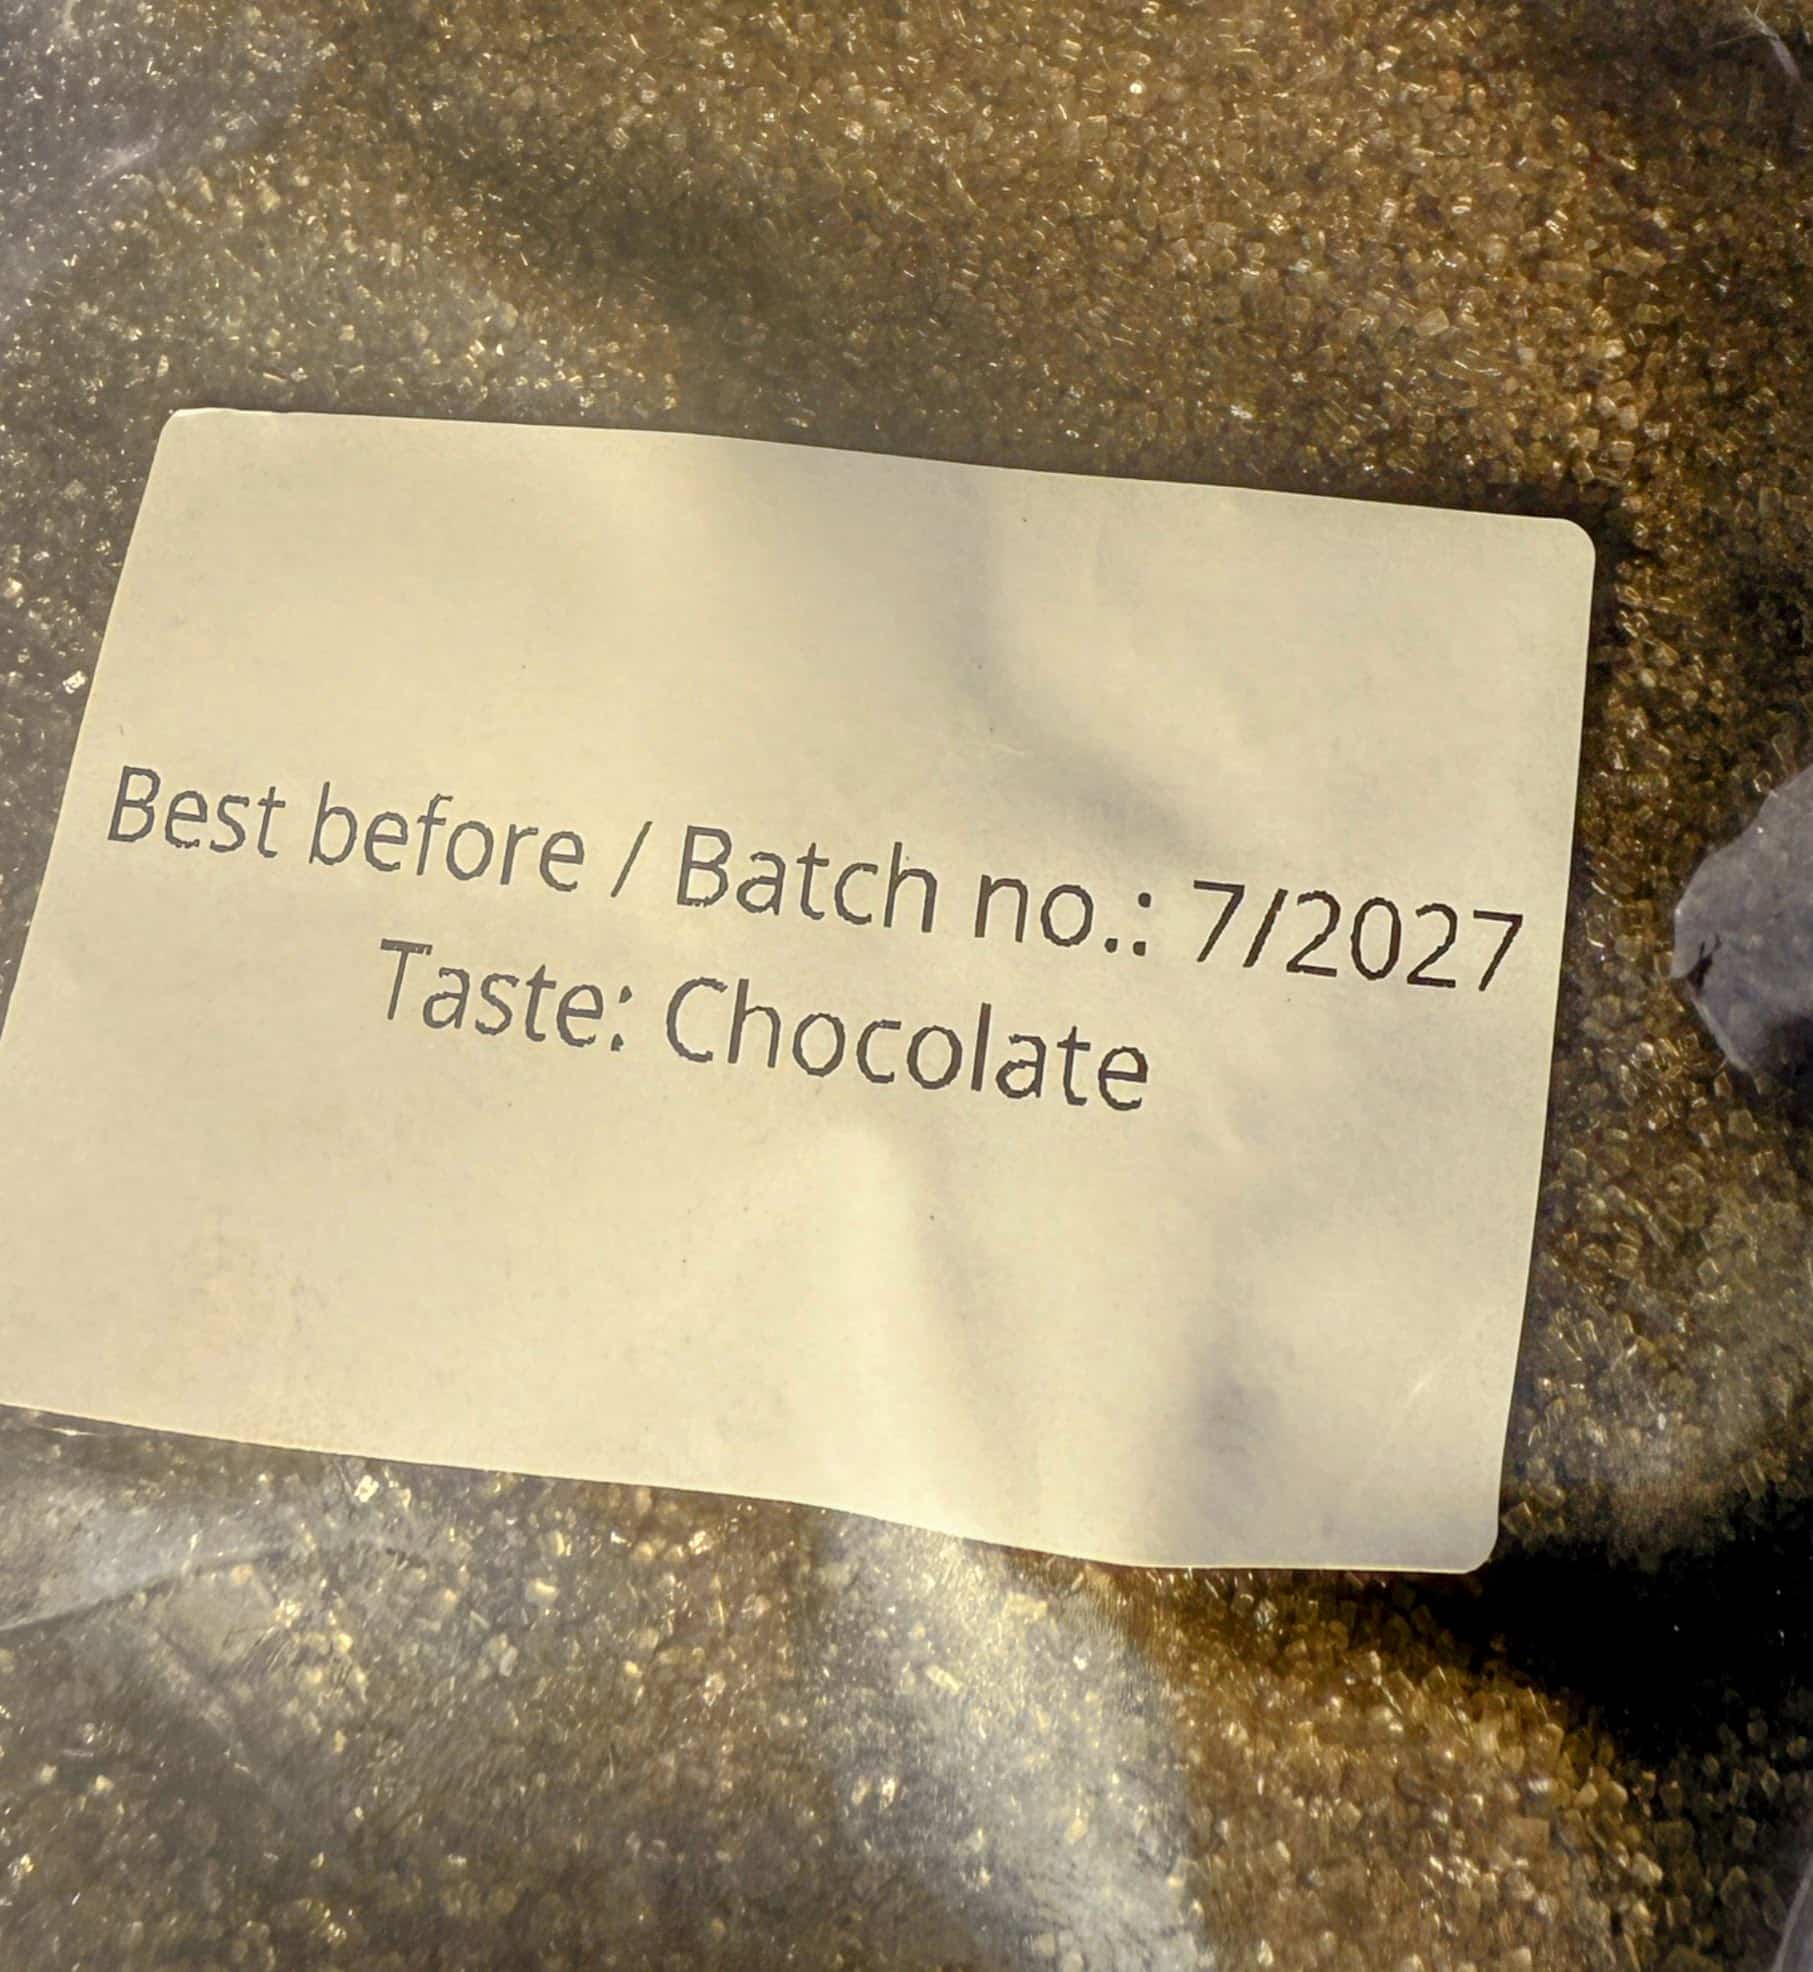 Best before / Batch no.: 7/2027
Taste: Chocolate